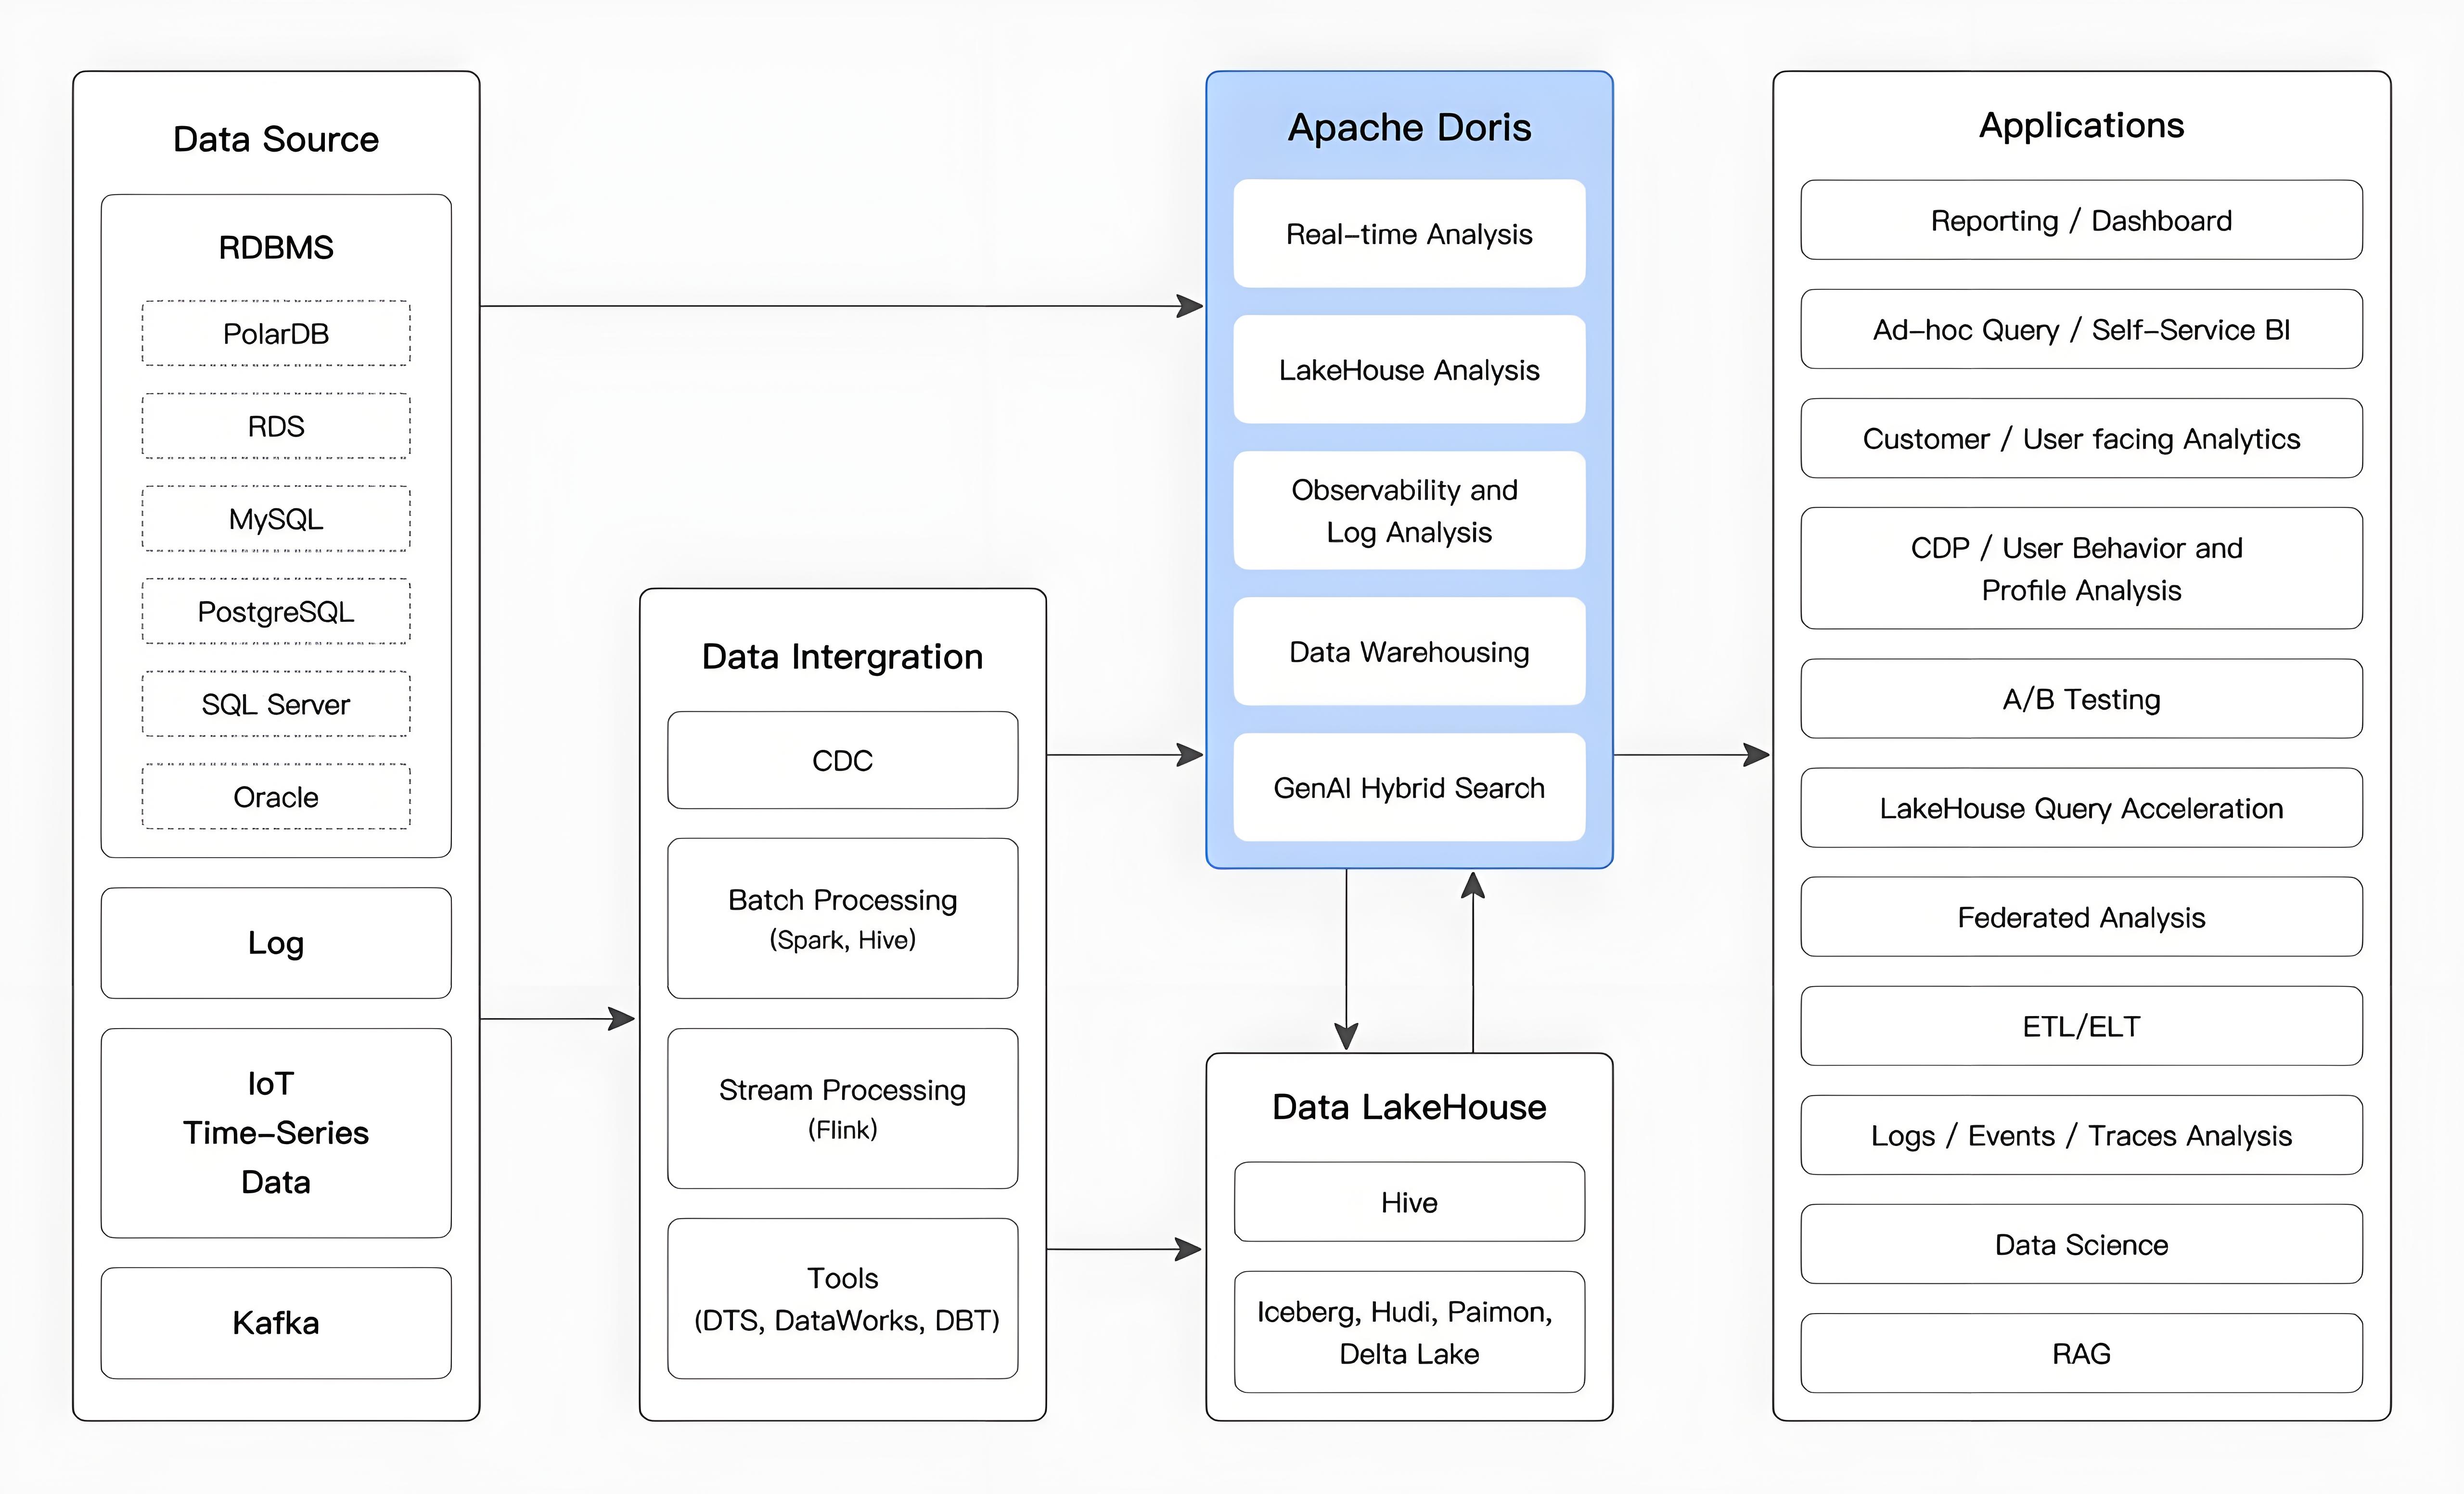 Data Source
RDBMS
PolarDB
RDS
MySQL
PostgreSQL
SQL Server
Oracle
Log
IoT
Time-Series
Data
Kafka
Data Intergration
CDC
Batch Processing
(Spark, Hive)
Stream Processing
(Flink)
Tools
(DTS, DataWorks, DBT)
Apache Doris
Real-time Analysis
LakeHouse Analysis
Observability and
Log Analysis
Data Warehousing
GenAI Hybrid Search
Data LakeHouse
Hive
Iceberg, Hudi, Paimon,
Delta Lake
Applications
Reporting / Dashboard
Ad-hoc Query / Self-Service BI
Customer / User facing Analytics
CDP / User Behavior and
Profile Analysis
A/B Testing
LakeHouse Query Acceleration
Federated Analysis
ETL/ELT
Logs / Events / Traces Analysis
Data Science
RAG